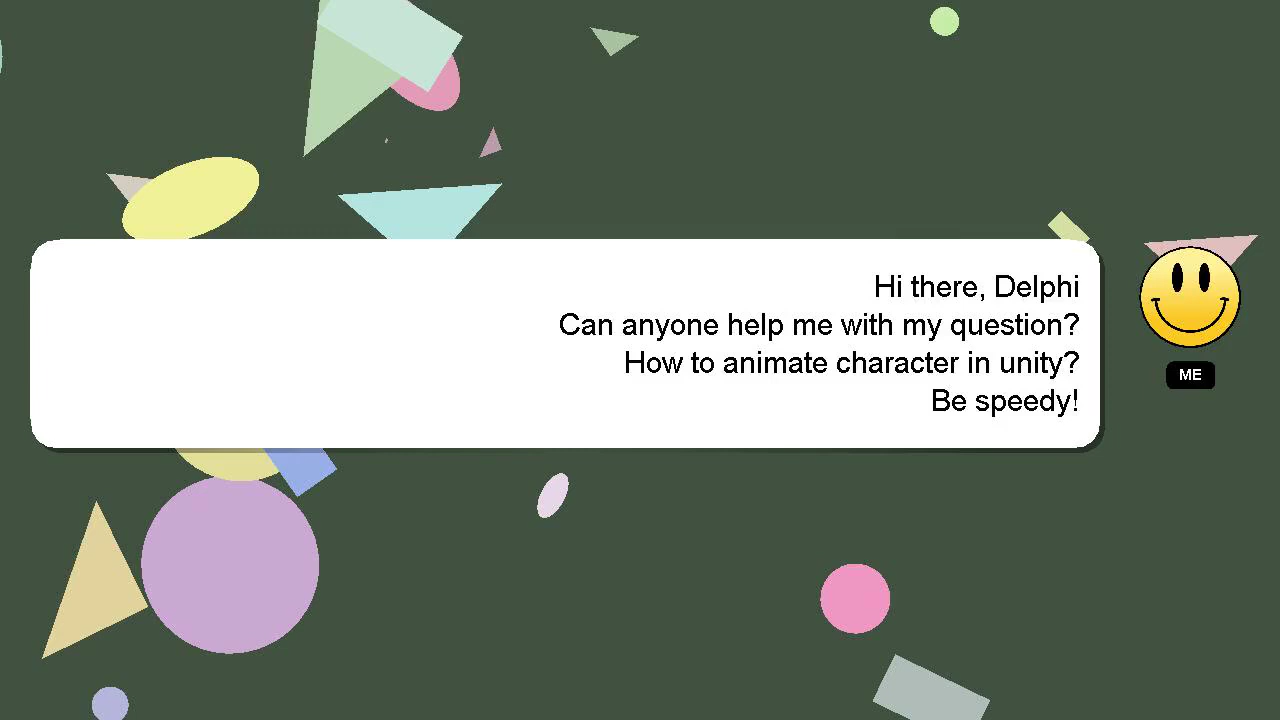 Hi there, Delphi
Can anyone help me with my question?
How to animate character in unity?
Be speedy!
ME